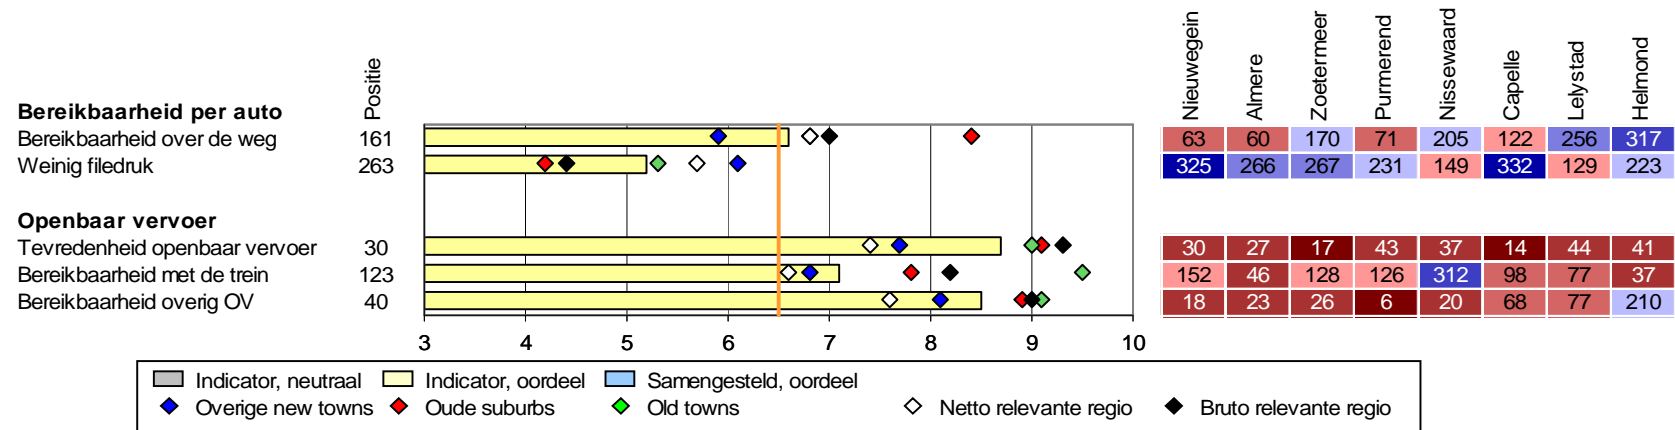 Positie Nieuwegein Almere Zoetermeer Purmerend Nissewaard Capelle Lelystad Helmond
Bereikbaarheid per auto
Bereikbaarheid over de weg 161 63 60 170 71 205 122 256 317
Weinig filedruk 263 325 266 267 231 149 332 129 223
Openbaar vervoer
Tevredenheid openbaar vervoer 30 30 27 17 43 37 14 44 41
Bereikbaarheid met de trein 123 152 46 128 126 312 98 77 37
Bereikbaarheid overig OV 40 18 23 26 6 20 68 77 210
3 4 5 6 7 8 9 10
Indicator, neutraal Indicator, oordeel Samengesteld, oordeel
Overige new towns Oude suburbs Old towns Netto relevante regio Bruto relevante regio